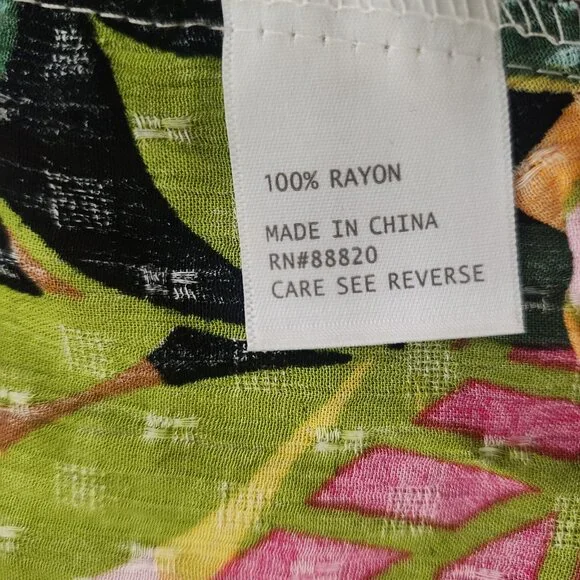 100% RAYON
MADE IN CHINA
RN#88820
CARE SEE REVERSE